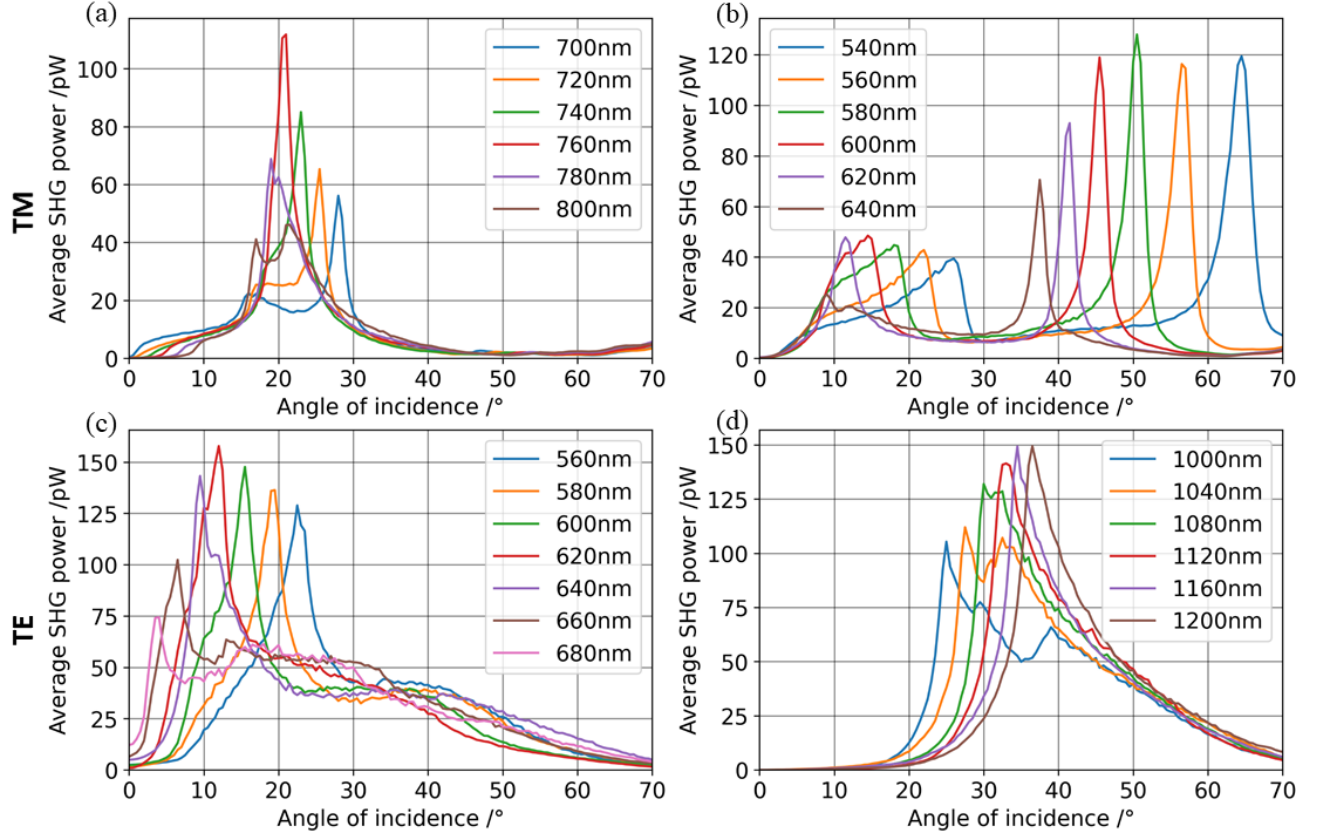 (a)
TM
Average SHG power /pW
0
20
40
60
80
100
700nm
720nm
740nm
760nm
780nm
800nm
0 10 20 30 40 50 60 70
Angle of incidence /°
(b)
Average SHG power /pW
0
20
40
60
80
100
120
540nm
560nm
580nm
600nm
620nm
640nm
0 10 20 30 40 50 60 70
Angle of incidence /°
(c)
TE
Average SHG power /pW
0
25
50
75
100
125
150
560nm
580nm
600nm
620nm
640nm
660nm
680nm
0 10 20 30 40 50 60 70
Angle of incidence /°
(d)
Average SHG power /pW
0
25
50
75
100
125
150
1000nm
1040nm
1080nm
1120nm
1160nm
1200nm
0 10 20 30 40 50 60 70
Angle of incidence /°